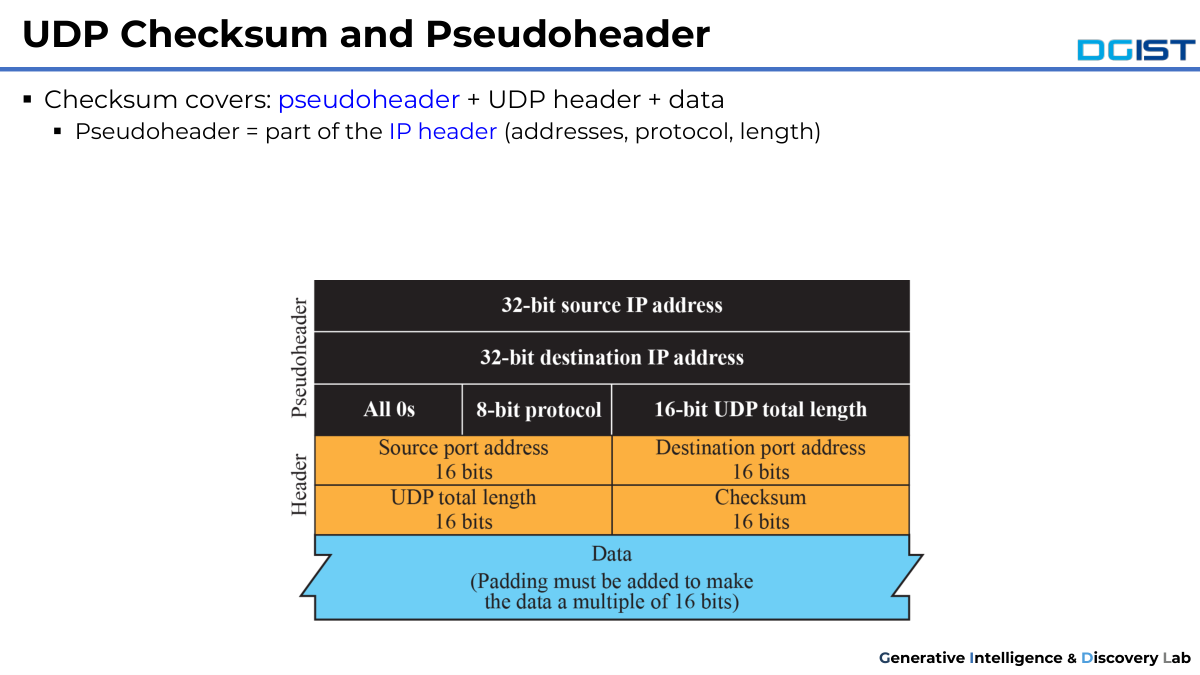 UDP Checksum and Pseudoheader
DGIST
▪ Checksum covers: pseudoheader + UDP header + data
▪ Pseudoheader = part of the IP header (addresses, protocol, length)
Pseudoheader
32-bit source IP address
32-bit destination IP address
All 0s 8-bit protocol 16-bit UDP total length
Header
Source port address Destination port address
16 bits 16 bits
UDP total length Checksum
16 bits 16 bits
Data
(Padding must be added to make
the data a multiple of 16 bits)
Generative Intelligence & Discovery Lab